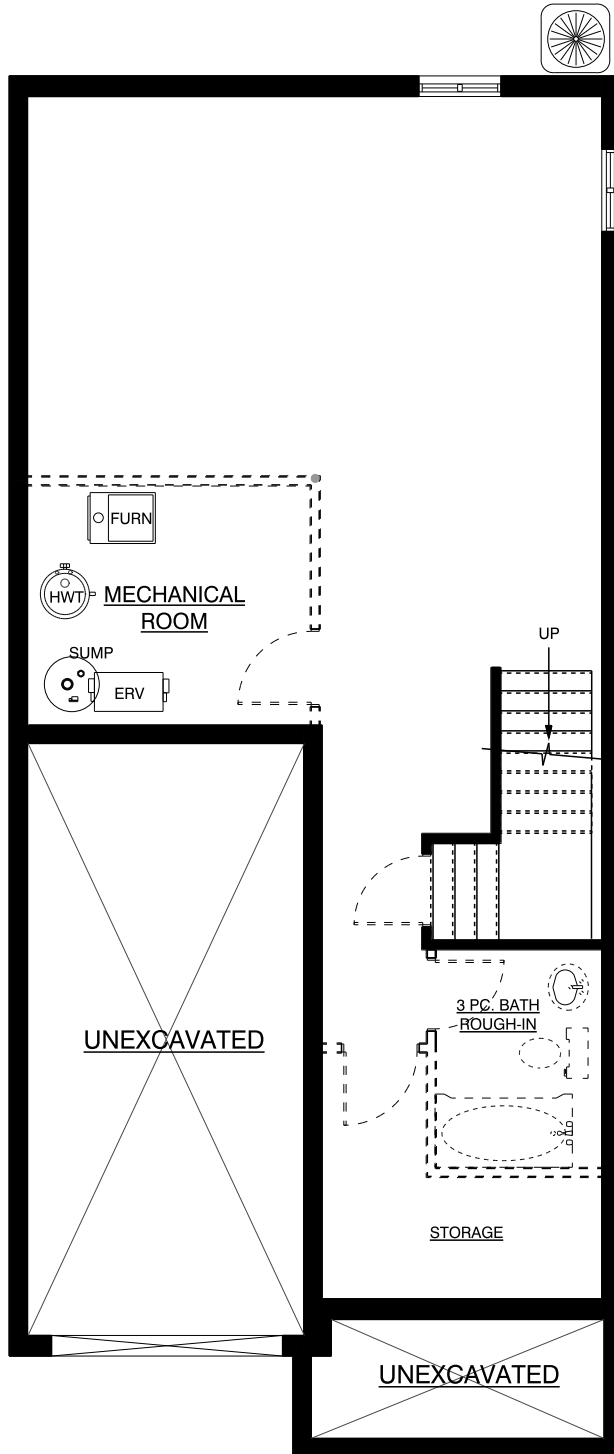 FURN
HWT
MECHANICAL
ROOM
SUMP
ERV
UP
3 PC. BATH
ROUGH-IN
UNEXCAVATED
STORAGE
UNEXCAVATED